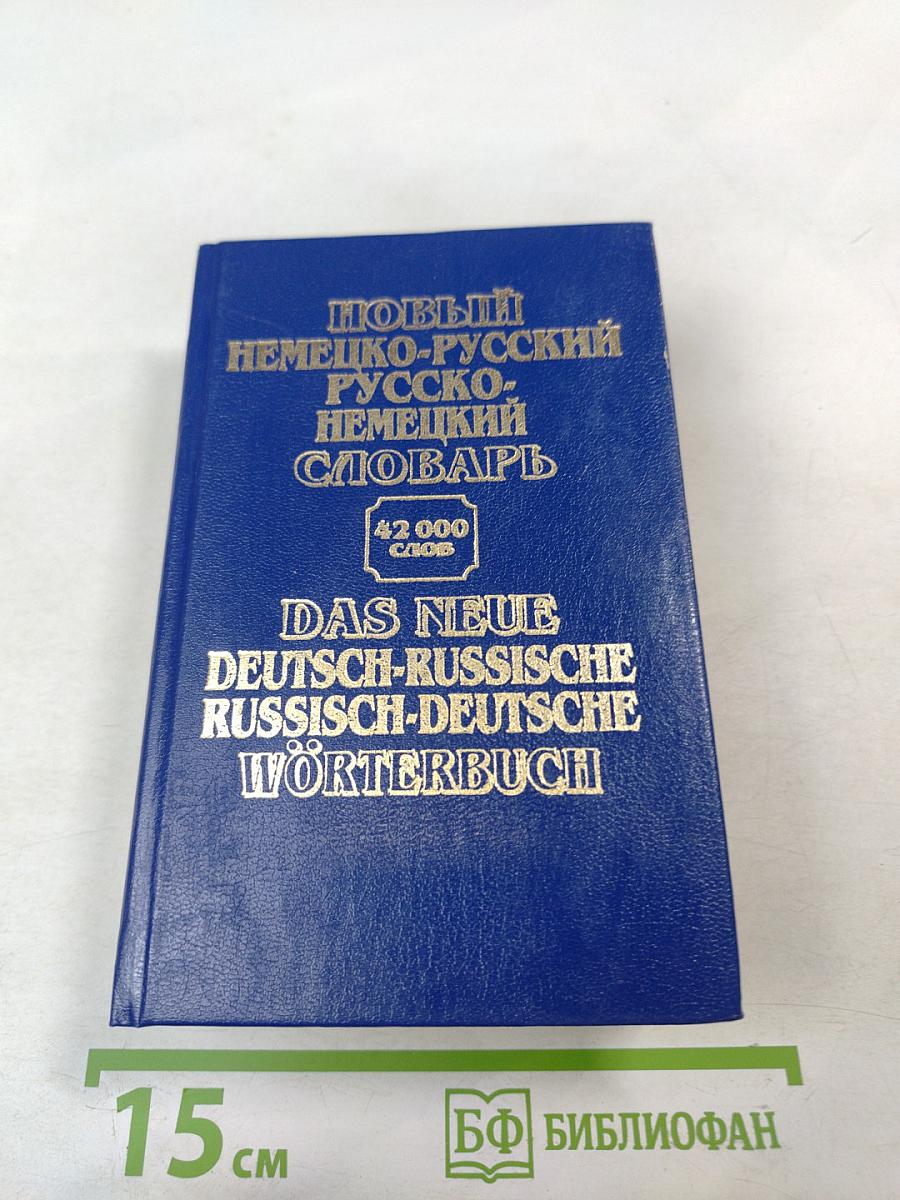 НОВЫЙ
НЕМЕЦКО-РУССКИЙ
РУССКО-
НЕМЕЦКИЙ
СЛОВАРЬ
42 000
СЛОВ
DAS NEUE
DEUTSCH-RUSSISCHE
RUSSISCH-DEUTSCHE
WÖRTERBUCH
15 см
БФ БИБЛИОФАН